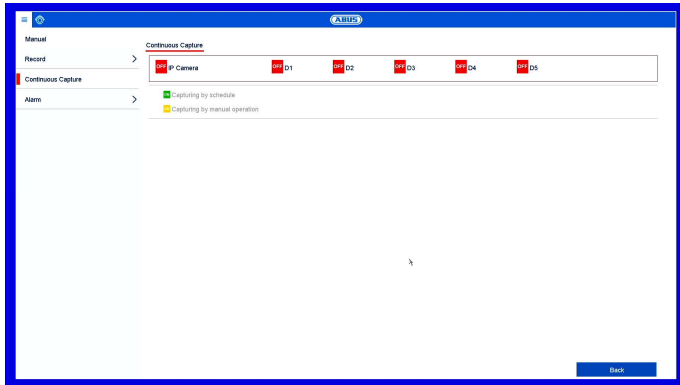 ABUS
Manual
Record
Continuous Capture
Alarm
Continuous Capture
OFF IP Camera OFF D1 OFF D2 OFF D3 OFF D4 OFF D5
Capturing by schedule
Capturing by manual operation
Back